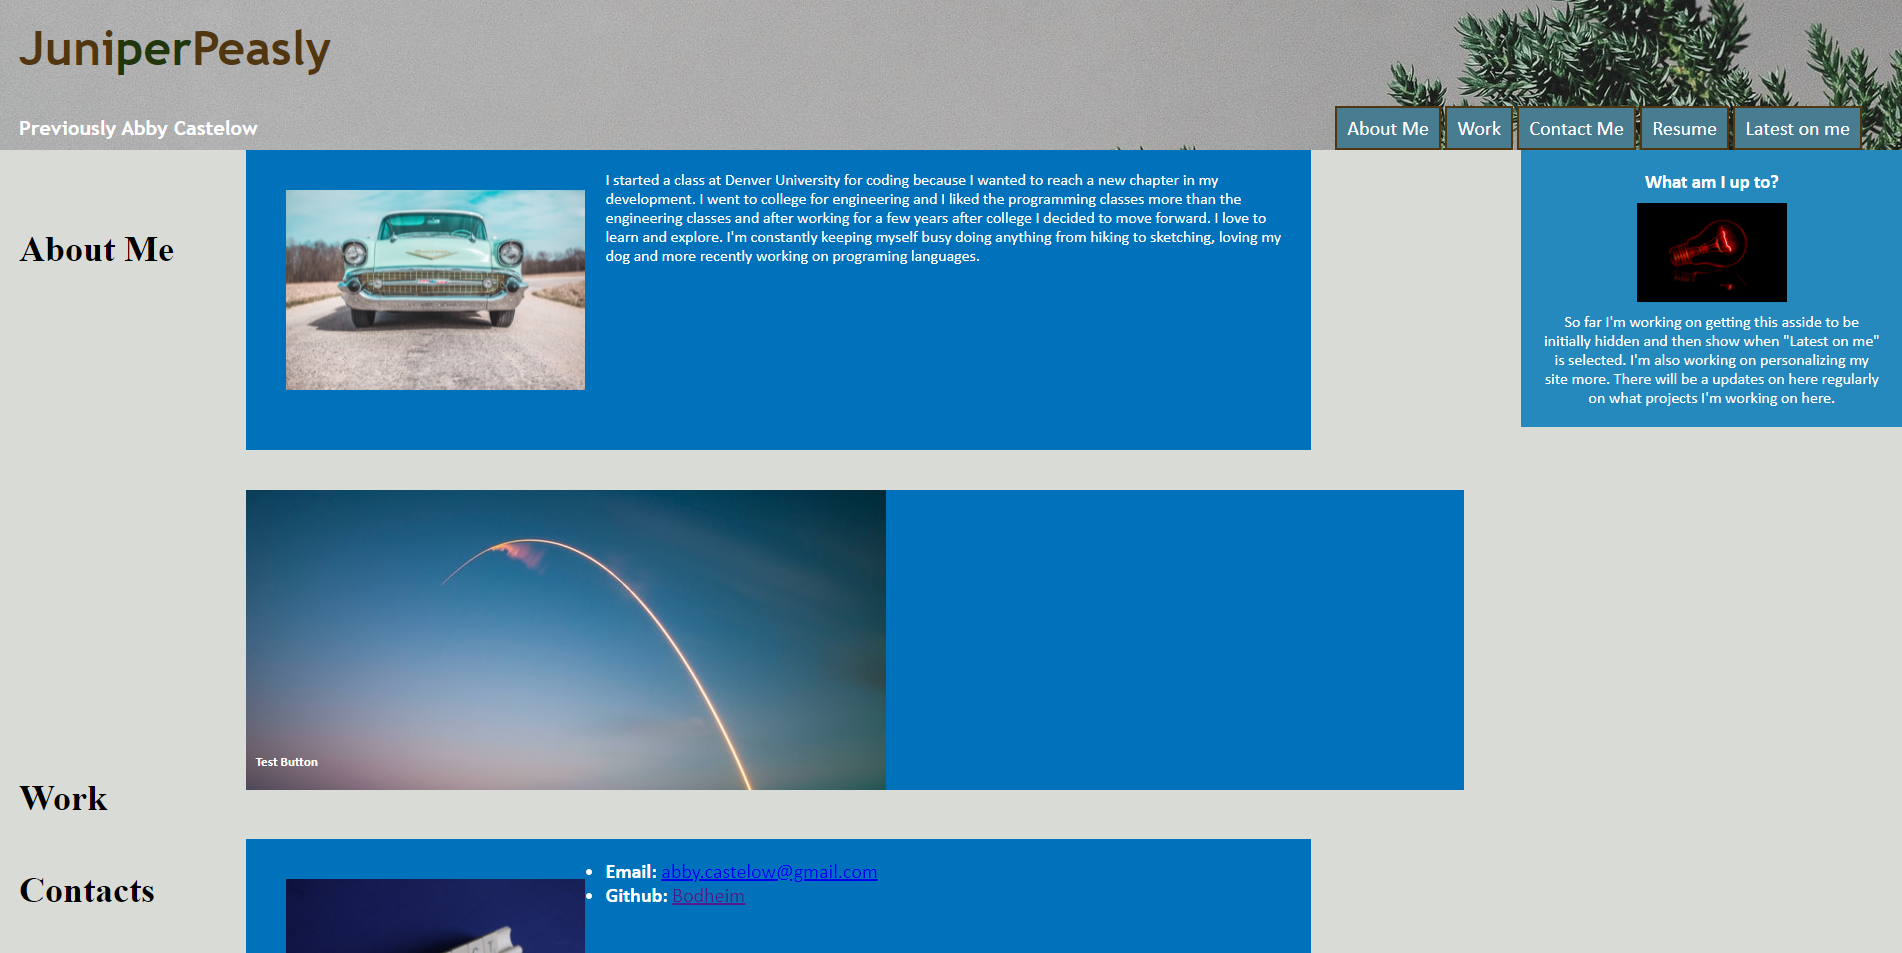 JuniperPeasly
Previously Abby Castelow
About Me
Work
Contact Me
Resume
Latest on me
About Me
I started a class at Denver University for coding because I wanted to reach a new chapter in my
development. I went to college for engineering and I liked the programming classes more than the
engineering classes and after working for a few years after college I decided to move forward. I love to
learn and explore. I'm constantly keeping myself busy doing anything from hiking to sketching, loving my
dog and more recently working on programing languages.
What am I up to?
So far I'm working on getting this asside to be
initially hidden and then show when "Latest on me"
is selected. I'm also working on personalizing my
site more. There will be a updates on here regularly
on what projects I'm working on here.
Test Button
Work
Contacts
Email: abby.castelow@gmail.com
Github: Bodheim